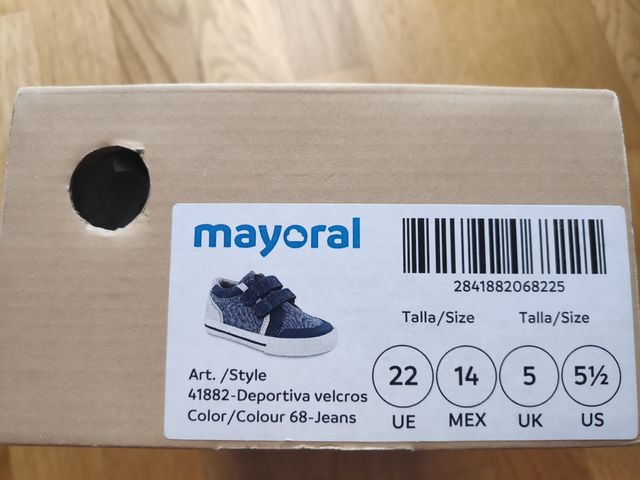 mayoral
2841882068225
Talla/Size Talla/Size
22 14 5 5½
UE MEX UK US
Art. /Style
41882-Deportiva velcros
Color/Colour 68-Jeans